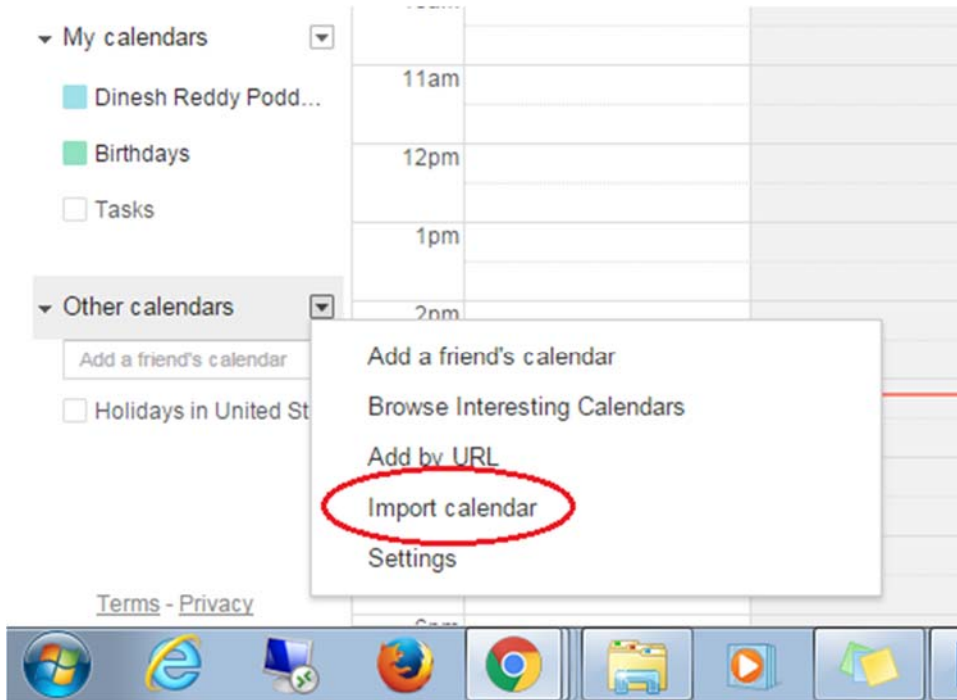 My calendars
Dinesh Reddy Podd...
Birthdays
Tasks
Other calendars
Add a friend's calendar
Holidays in United St
Terms - Privacy
11am
12pm
1pm
2pm
Add a friend's calendar
Browse Interesting Calendars
Add by URL
Import calendar
Settings